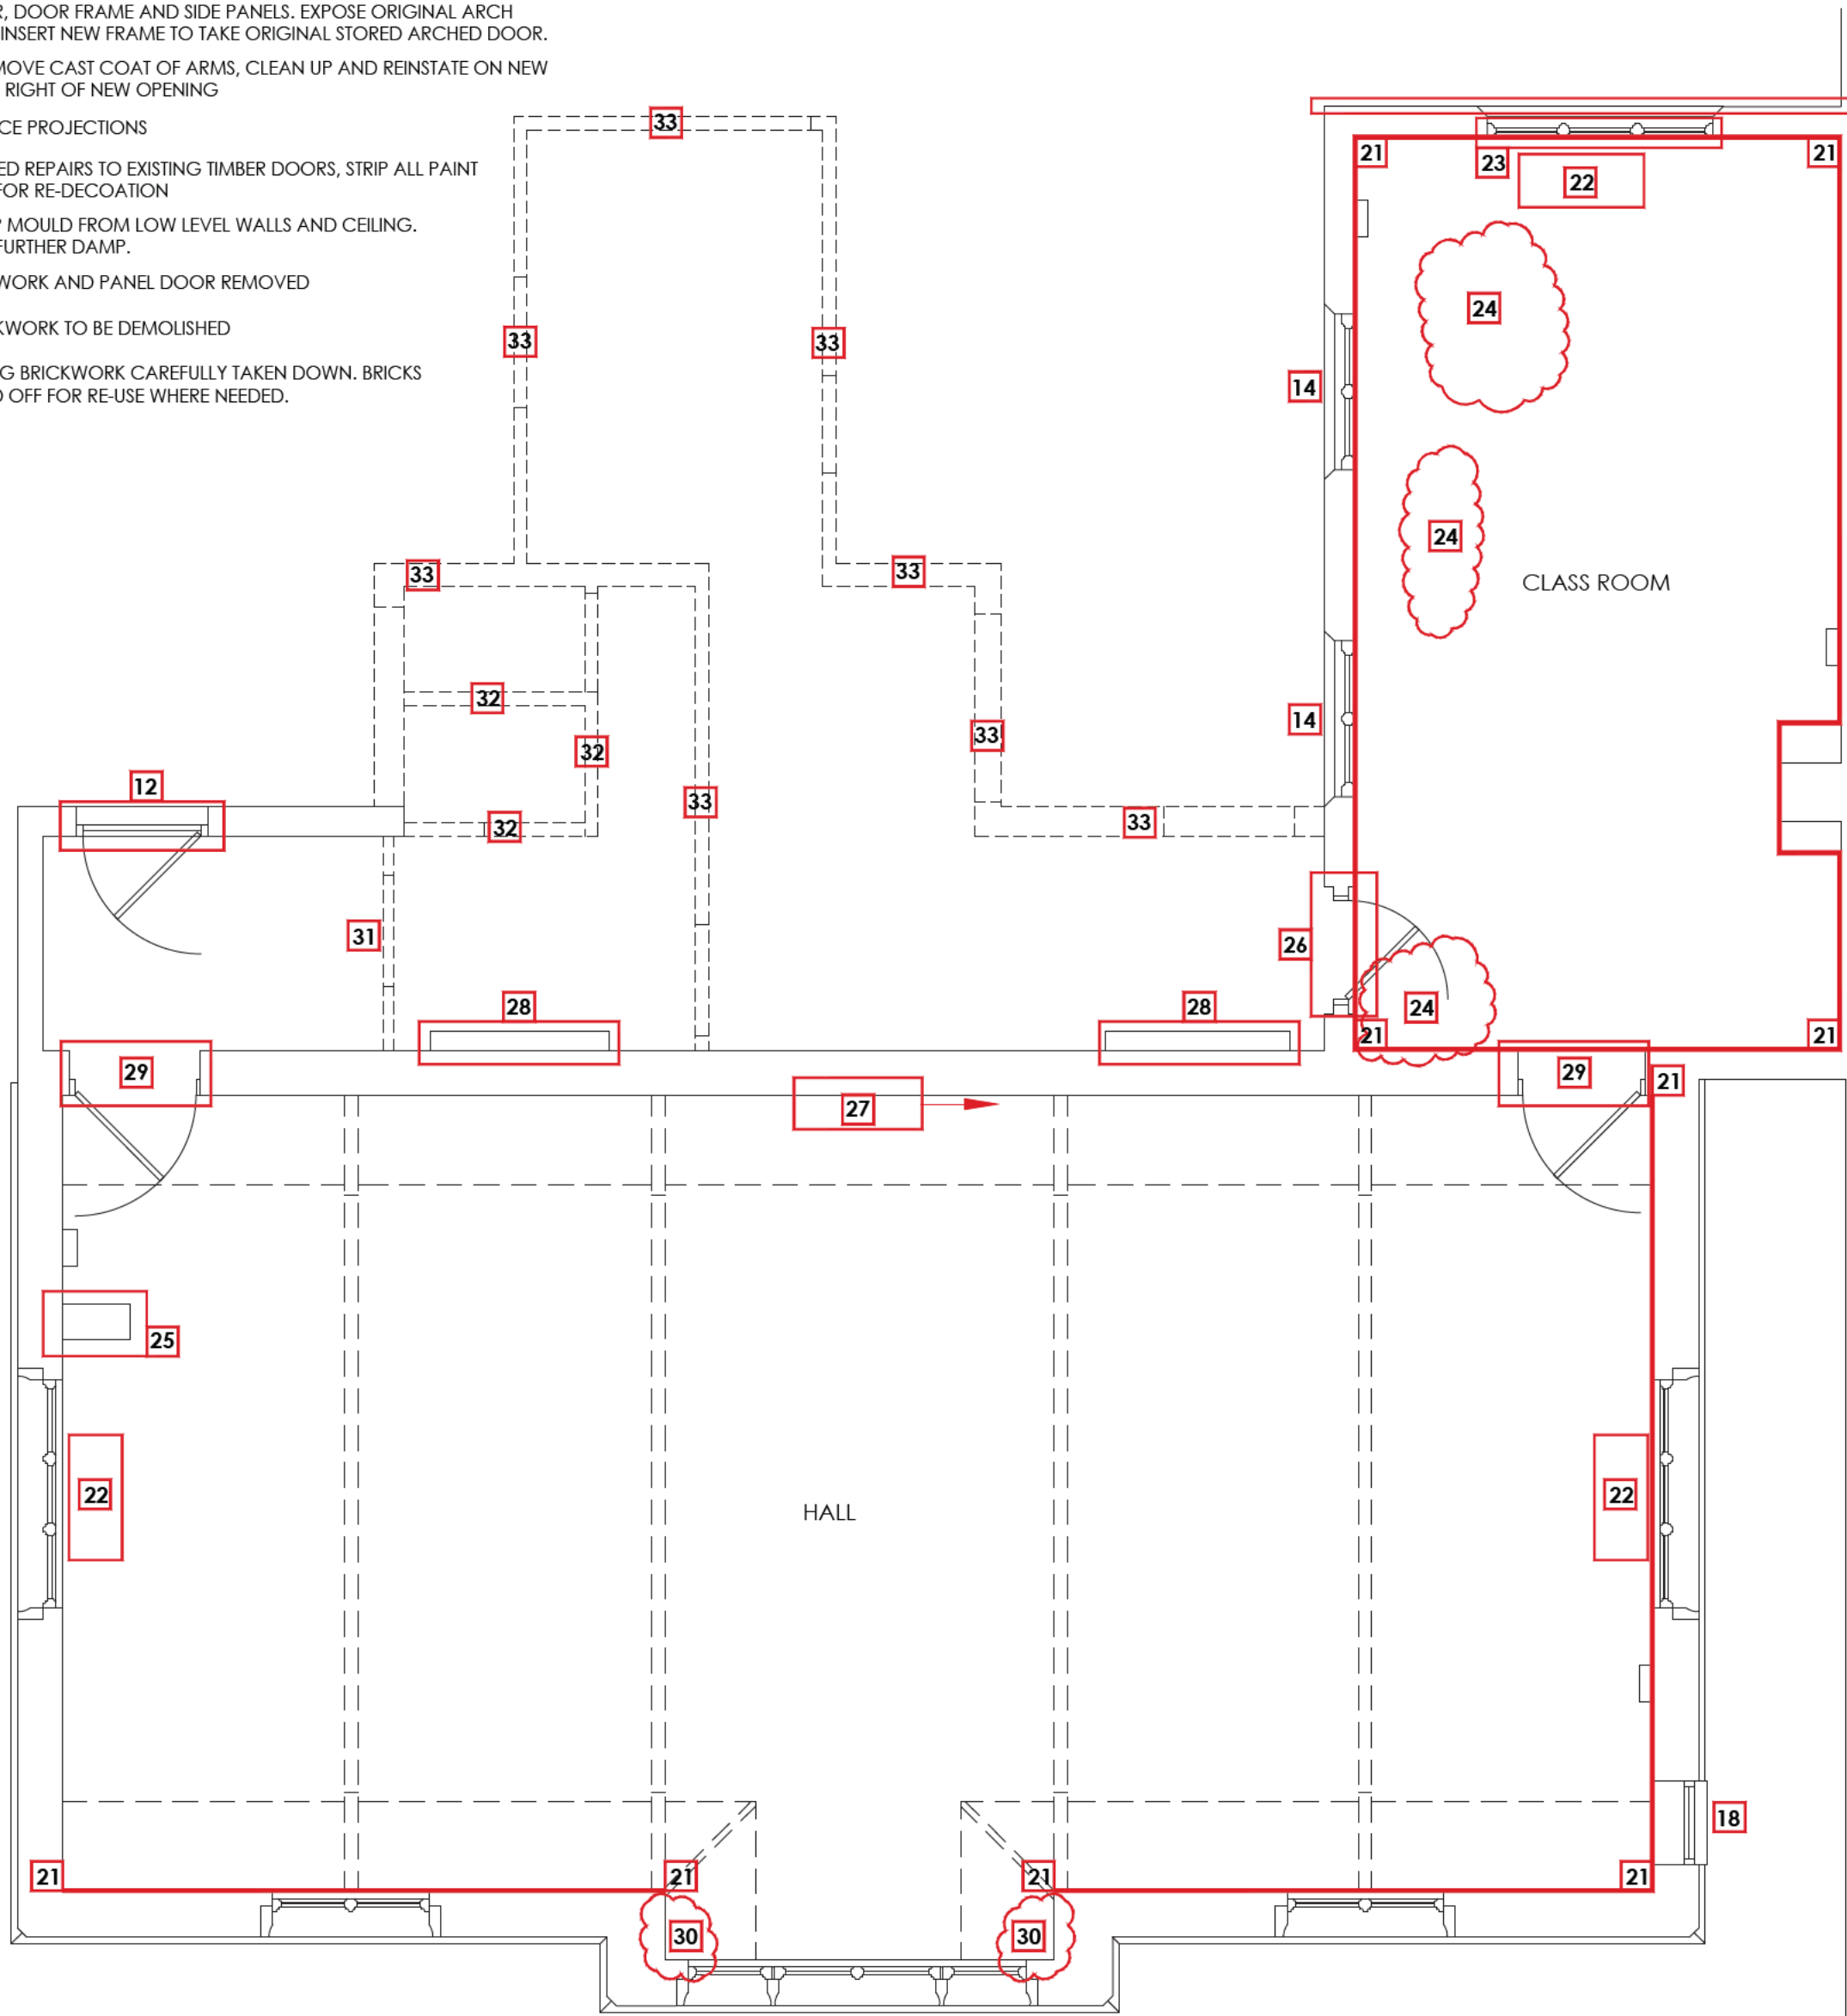 , DOOR FRAME AND SIDE PANELS. EXPOSE ORIGINAL ARCH
INSERT NEW FRAME TO TAKE ORIGINAL STORED ARCHED DOOR.
MOVE CAST COAT OF ARMS, CLEAN UP AND REINSTATE ON NEW
RIGHT OF NEW OPENING
CE PROJECTIONS
ED REPAIRS TO EXISTING TIMBER DOORS, STRIP ALL PAINT
FOR RE-DECOATION
MOULD FROM LOW LEVEL WALLS AND CEILING.
FURTHER DAMP.
WORK AND PANEL DOOR REMOVED
KWORK TO BE DEMOLISHED
G BRICKWORK CAREFULLY TAKEN DOWN. BRICKS
OFF FOR RE-USE WHERE NEEDED.
33
21
23
22
21
24
33
33
14
24
33
33
CLASS ROOM
32
33
14
32
12
33
32
33
31
26
28
28
24
21
21
29
29
21
27
25
22
22
HALL
18
21
21
21
21
30
30